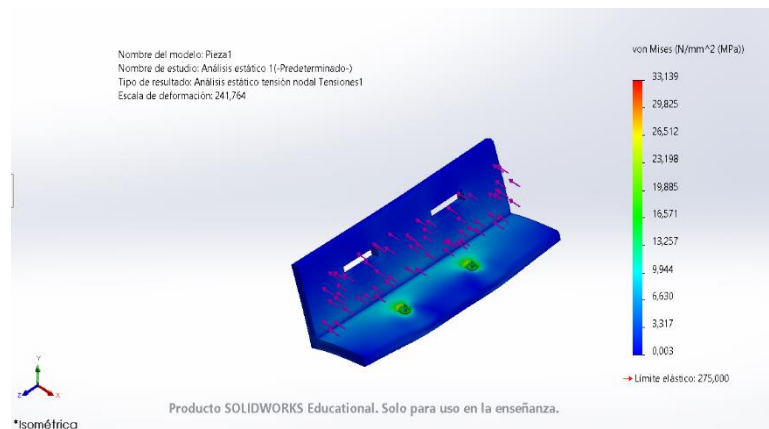 Nombre del modelo: Pieza1
Nombre de estudio: Análisis estático 1(-Predeterminado-)
Tipo de resultado: Análisis estático tensión nodal Tensiones1
Escala de deformación: 241,764
von Mises (N/mm^2 (MPa))
33,139
29,825
26,512
23,198
19,885
16,571
13,257
9,944
6,630
3,317
0,003
Límite elástico: 275,000
Y
Z
X
Producto SOLIDWORKS Educational. Solo para uso en la enseñanza.
*Isométrica